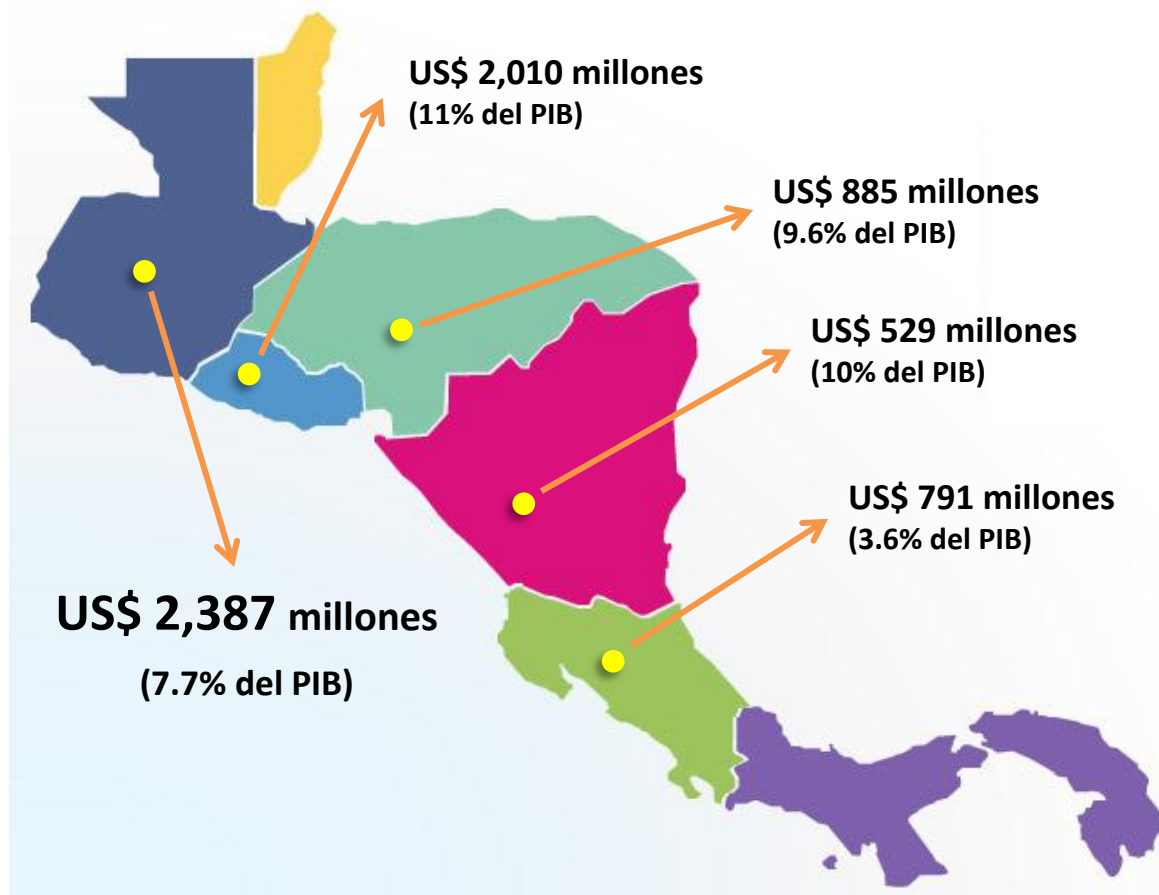 US$ 2,010 millones
(11% del PIB)
US$ 885 millones
(9.6% del PIB)
US$ 529 millones
(10% del PIB)
US$ 791 millones
(3.6% del PIB)
US$ 2,387 millones
(7.7% del PIB)